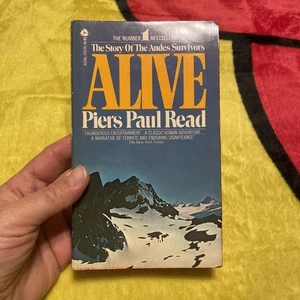 THE NUMBER 1 BESTSELLER
The Story Of The Andes Survivors
ALIVE
Piers Paul Read
"THUNDEROUS ENTERTAINMENT...A CLASSIC HUMAN ADVENTURE...
A NARRATIVE OF TERRIFIC AND ENDURING SIGNIFICANCE"
The New York Times